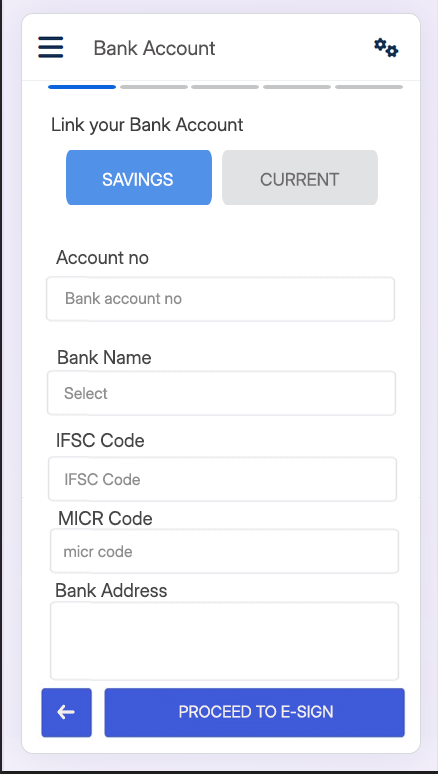 Bank Account
Link your Bank Account
SAVINGS CURRENT
Account no
Bank account no
Bank Name
Select
IFSC Code
IFSC Code
MICR Code
micr code
Bank Address
PROCEED TO E-SIGN